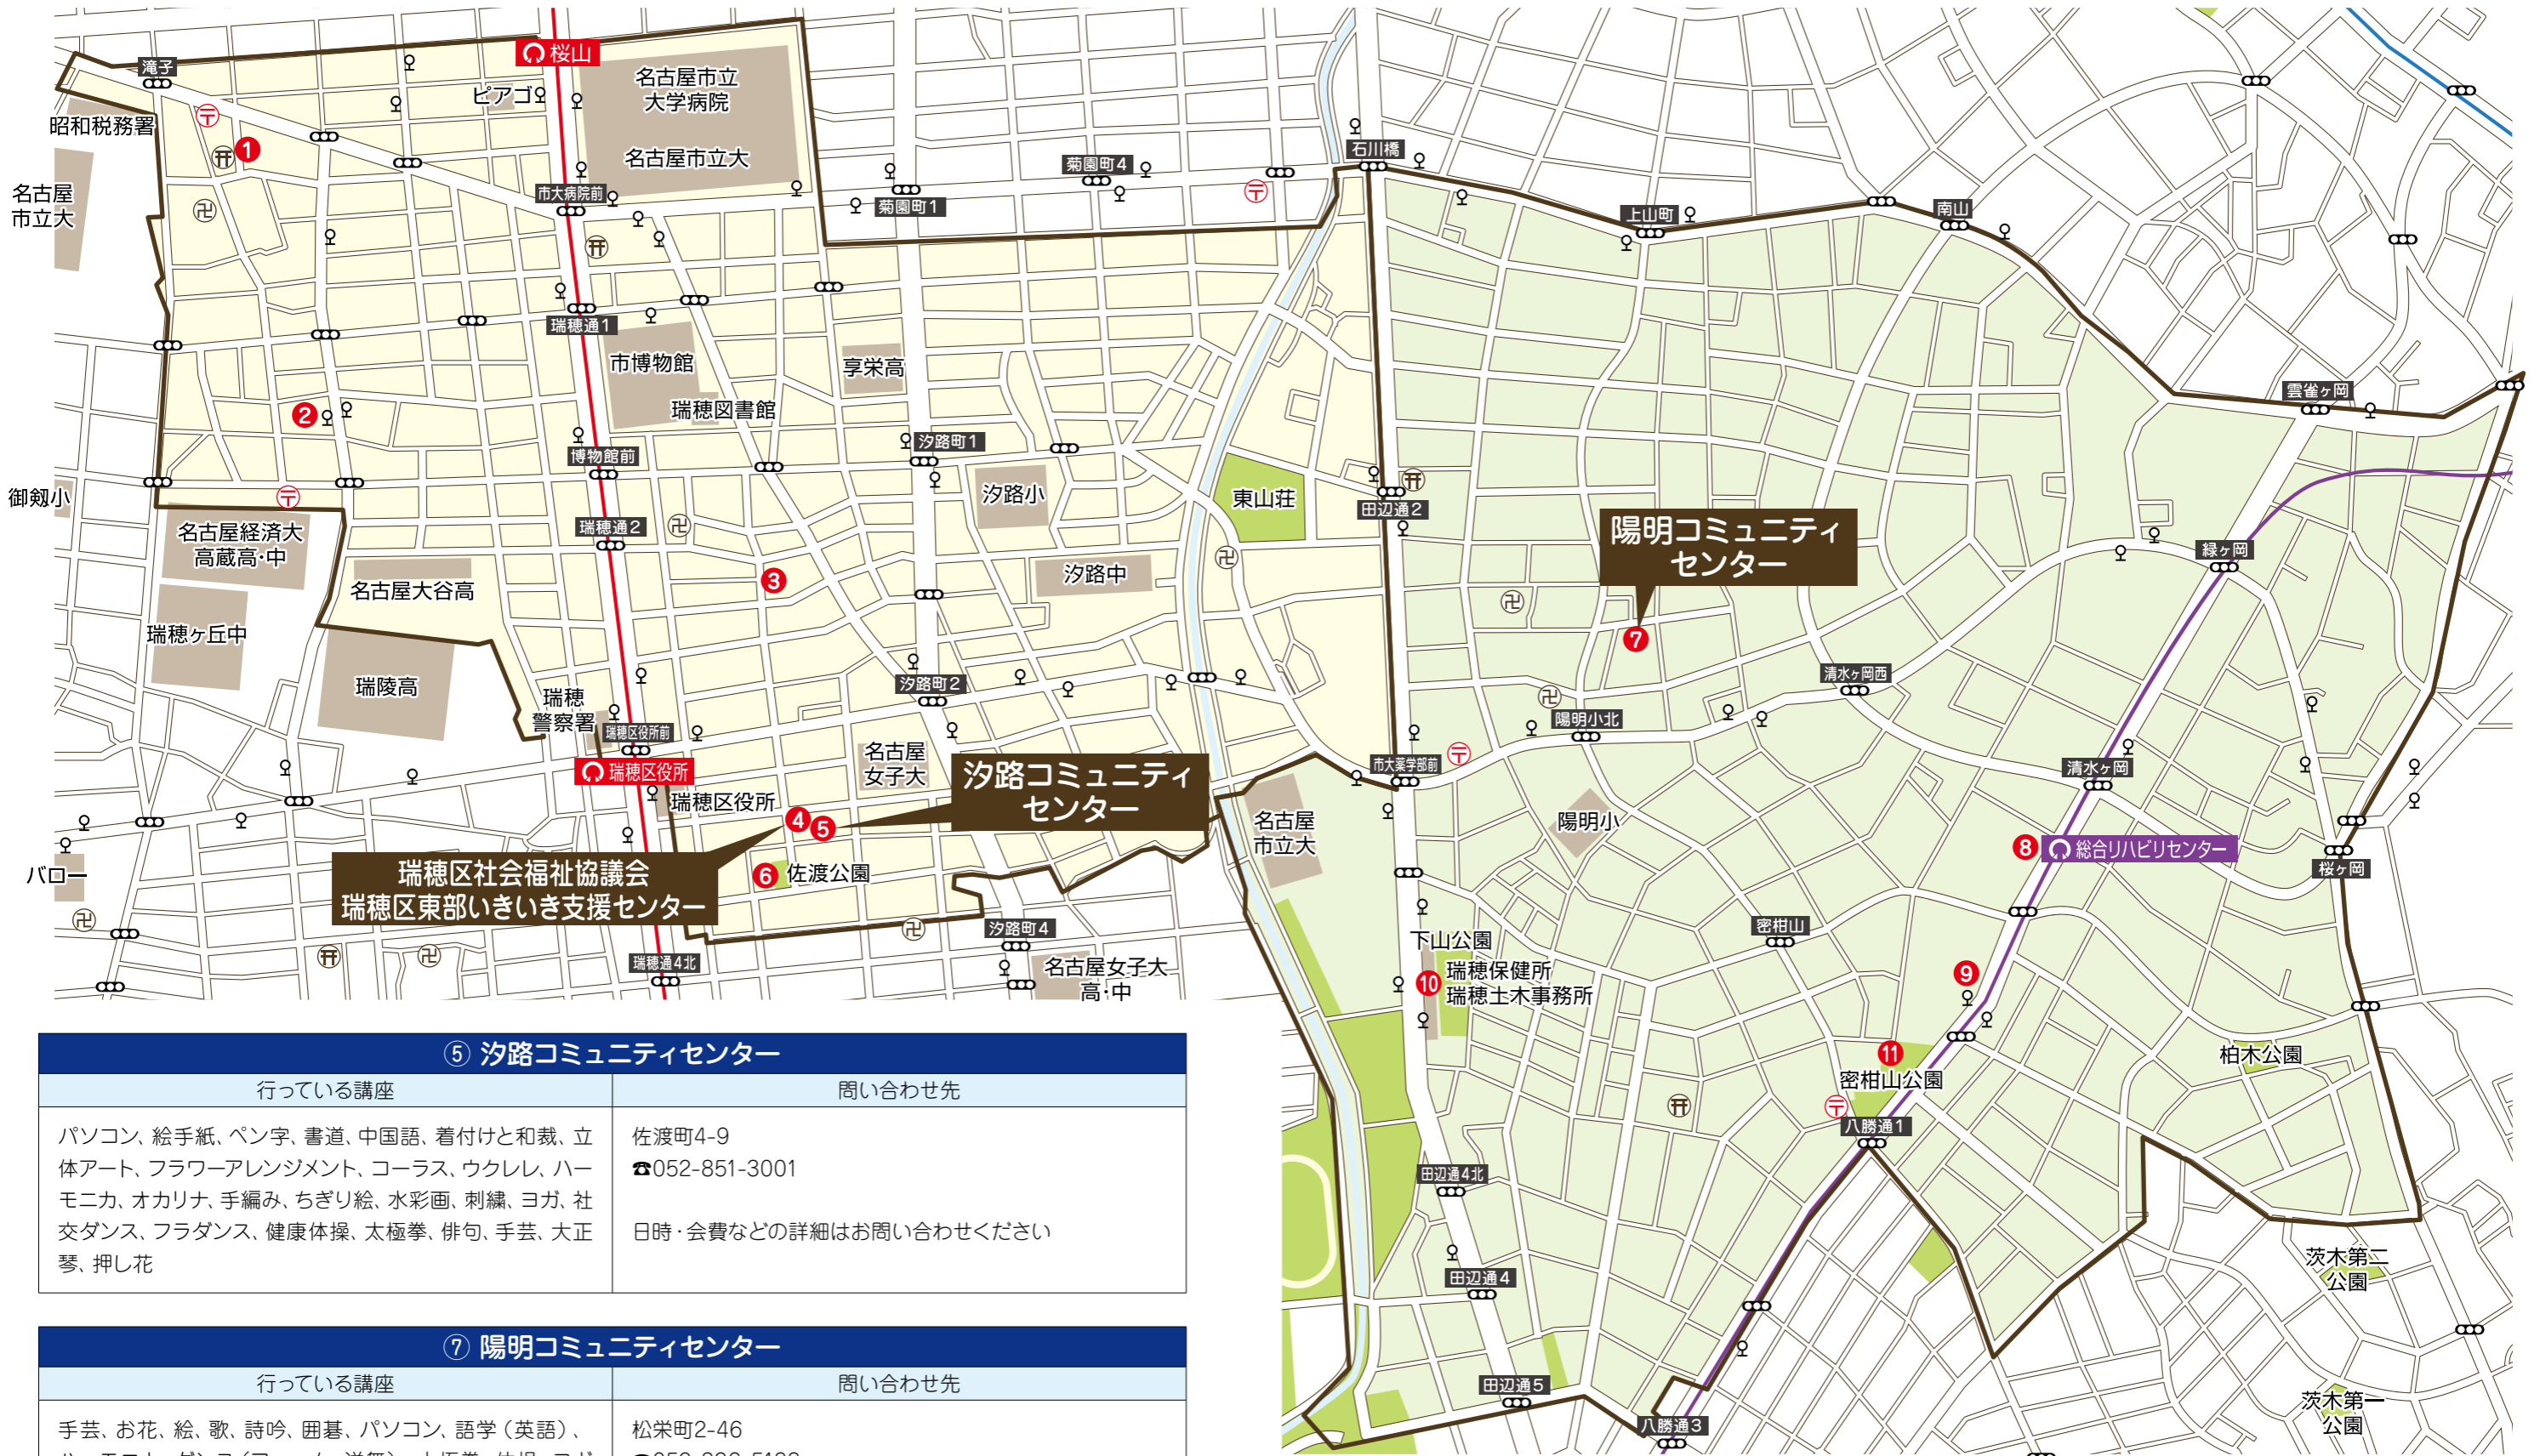 桜山
滝子
昭和税務署
ピアゴ
名古屋市立
大学病院
名古屋市立大
1
名古屋
市立大
市大病院前
菊園町1
菊園町4
石川橋
上山町
南山
瑞穂通1
市博物館
享栄高
瑞穂図書館
雲雀ヶ岡
2
博物館前
汐路町1
御剱小
名古屋経済大
高蔵高・中
瑞穂通2
汐路小
東山荘
田辺通2
陽明コミュニティ
センター
緑ヶ岡
名古屋大谷高
3
汐路中
瑞穂ヶ丘中
7
瑞陵高
瑞穂
警察署
瑞穂区役所前
汐路町2
清水ヶ岡西
陽明小北
名古屋
女子大
瑞穂区役所
瑞穂区役所
汐路コミュニティ
センター
市大薬学部前
清水ヶ岡
4
5
名古屋
市立大
陽明小
8
総合リハビリセンター
桜ヶ岡
バロー
瑞穂区社会福祉協議会
瑞穂区東部いきいき支援センター
6
佐渡公園
汐路町4
瑞穂通4北
名古屋女子大
高・中
下山公園
10
瑞穂保健所
瑞穂土木事務所
密柑山
9
11
密柑山公園
柏木公園
八勝通1
田辺通4北
田辺通4
茨木第二
公園
田辺通5
八勝通3
茨木第一
公園
⑤ 汐路コミュニティセンター
行っている講座
問い合わせ先
パソコン、絵手紙、ペン字、書道、中国語、着付けと和裁、立
体アート、フラワーアレンジメント、コーラス、ウクレレ、ハー
モニカ、オカリナ、手編み、ちぎり絵、水彩画、刺繍、ヨガ、社
交ダンス、フラダンス、健康体操、太極拳、俳句、手芸、大正
琴、押し花
佐渡町4-9
☎052-851-3001
日時・会費などの詳細はお問い合わせください
⑦ 陽明コミュニティセンター
行っている講座
問い合わせ先
手芸、お花、絵、歌、詩吟、囲碁、パソコン、語学(英語)、
松栄町2-46